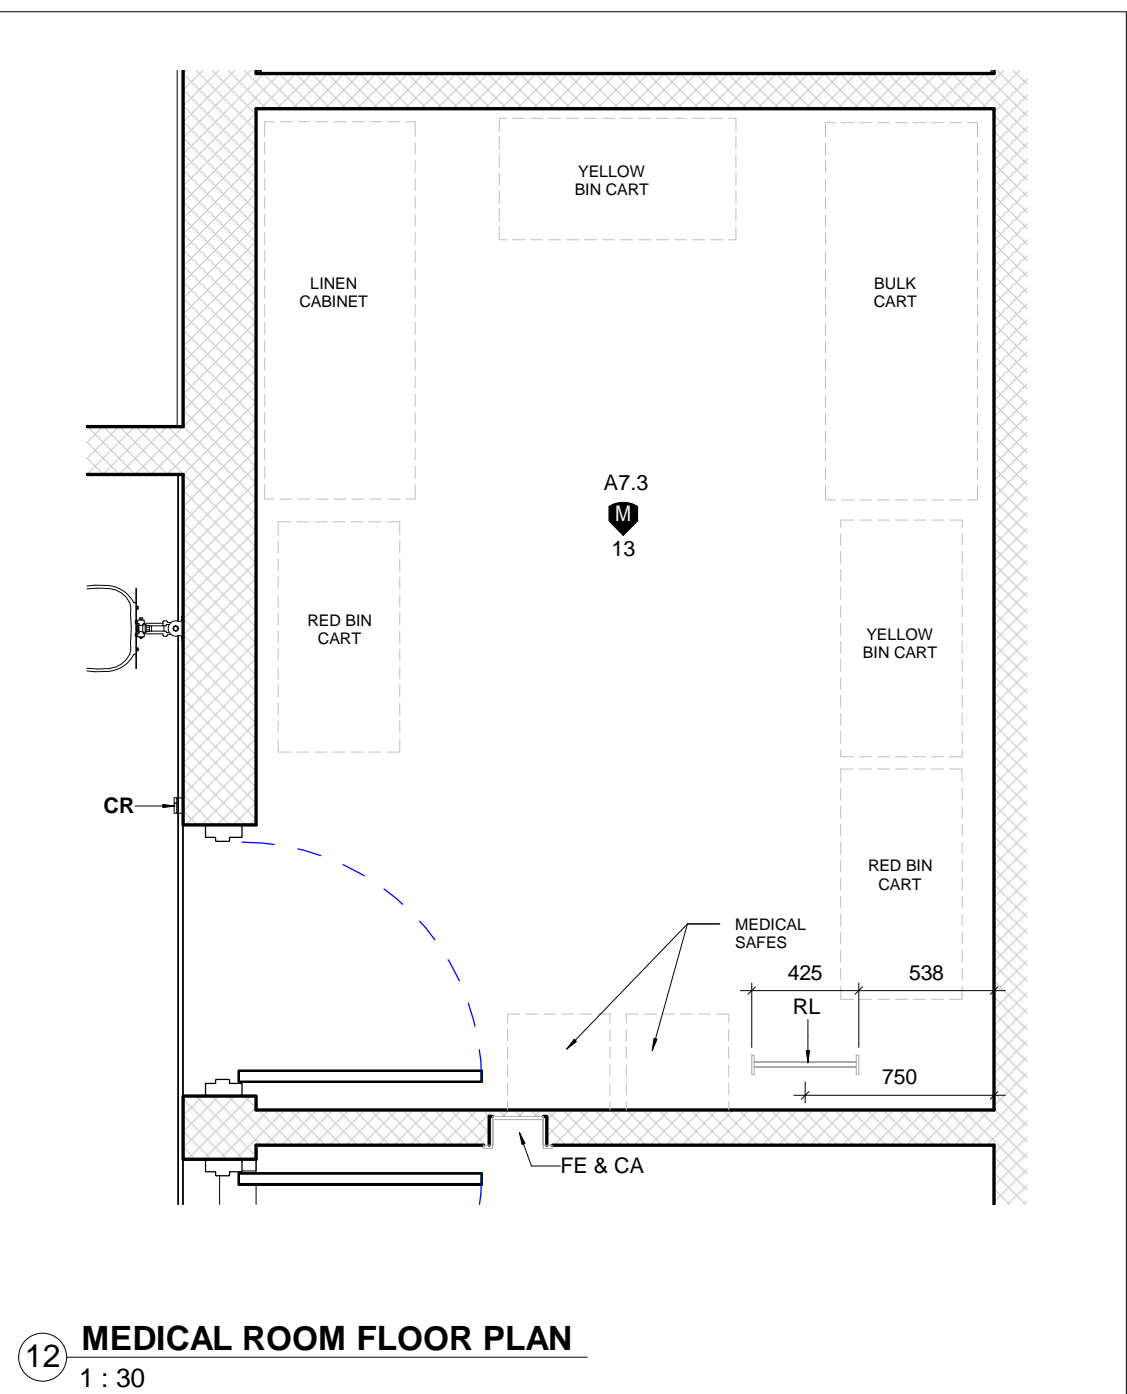 YELLOW
BIN CART
LINEN
CABINET
BULK
CART
A7.3
M
13
RED BIN
CART
YELLOW
BIN CART
CR
RED BIN
CART
MEDICAL
SAFES
425
538
RL
750
FE & CA
12
MEDICAL ROOM FLOOR PLAN
1 : 30